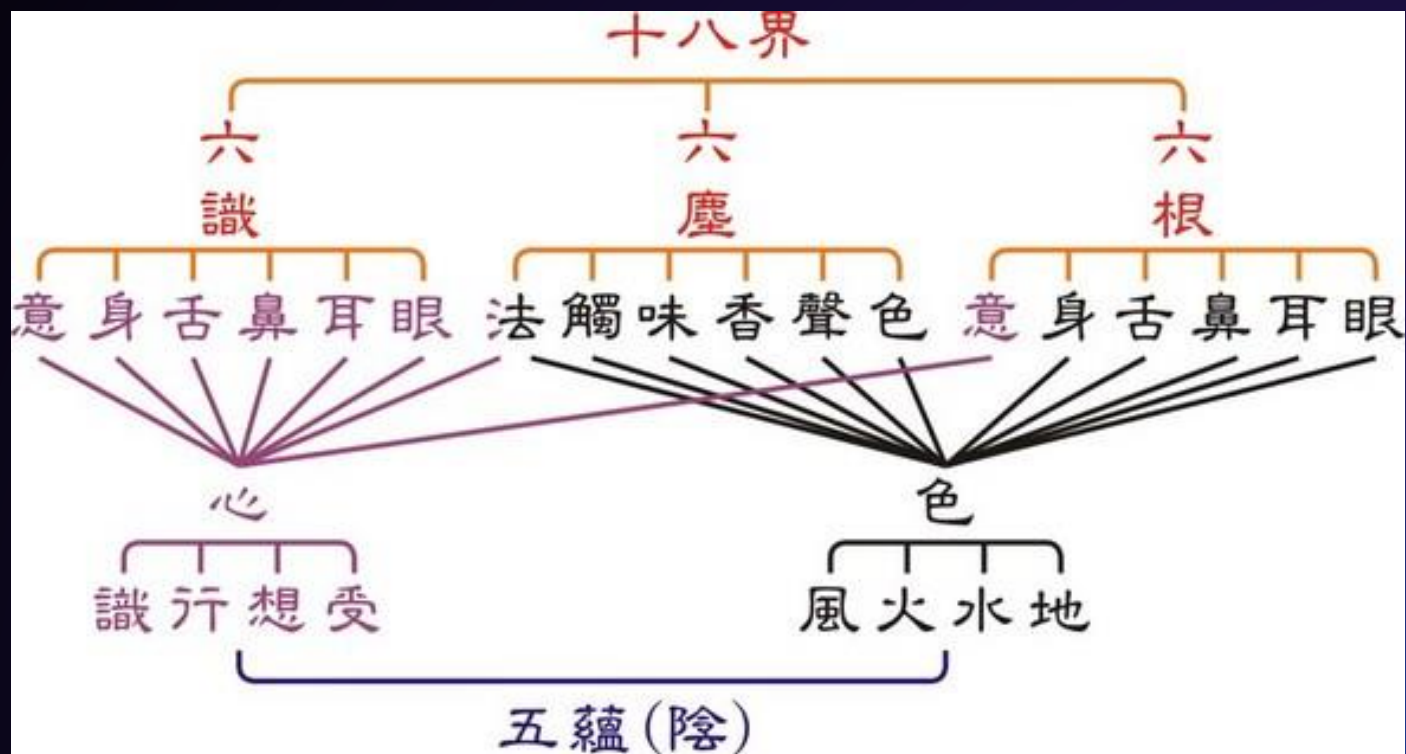 十八界
六識 六塵 六根
意身舌鼻耳眼 法觸味香聲色 意身舌鼻耳眼
心 色
識行想受 風火水地
五蘊(陰)